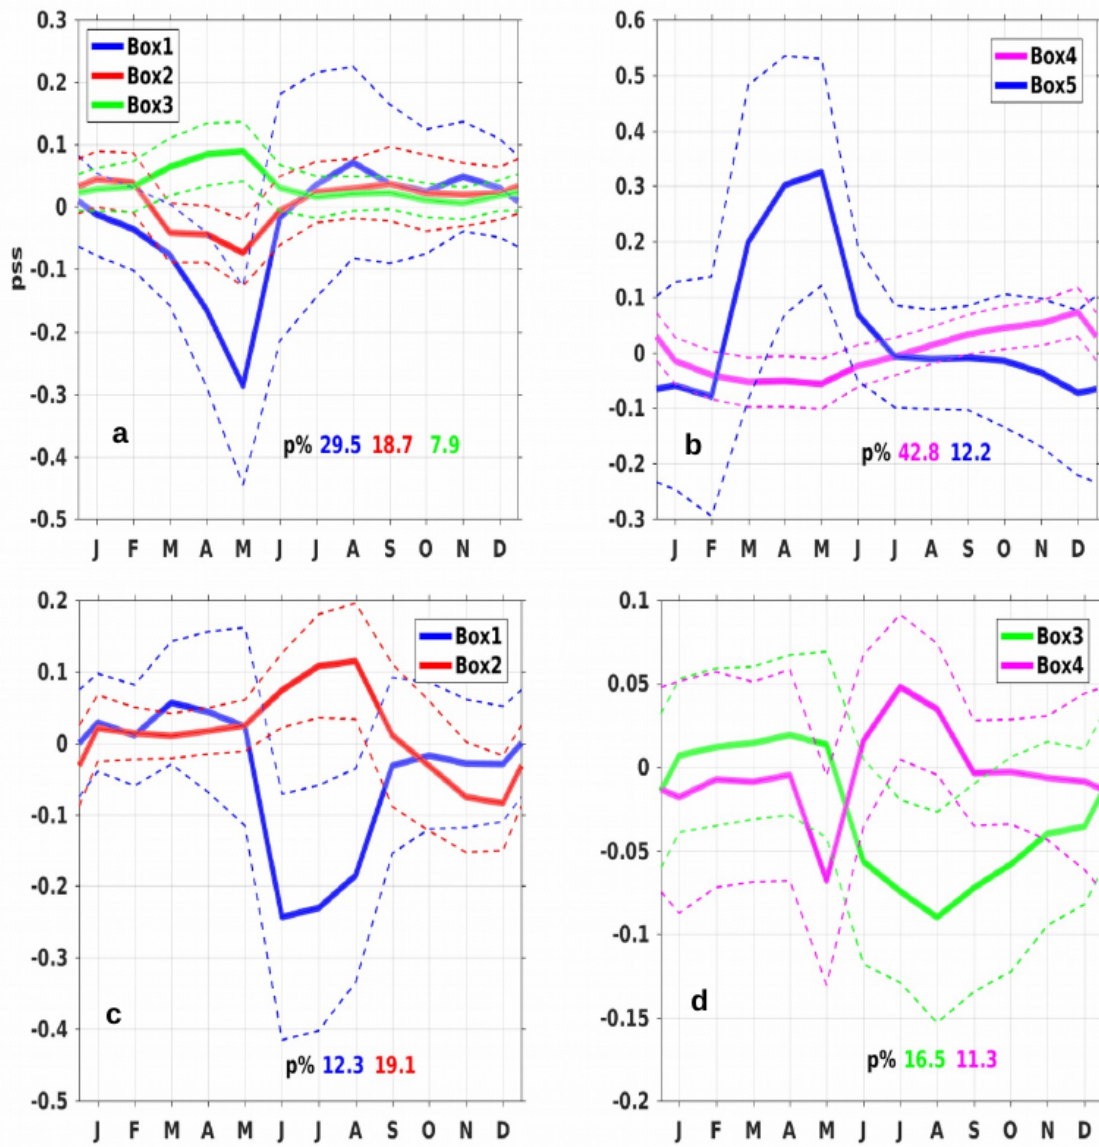 0.3
0.2
0.1
0
-0.1
-0.2
-0.3
-0.4
-0.5
pss
Box1
Box2
Box3
a
p% 29.5 18.7 7.9
J F M A M J J A S O N D
0.6
0.5
0.4
0.3
0.2
0.1
0
-0.1
-0.2
-0.3
Box4
Box5
b
p% 42.8 12.2
J F M A M J J A S O N D
0.2
0.1
0
-0.1
-0.2
-0.3
-0.4
-0.5
Box1
Box2
c
p% 12.3 19.1
J F M A M J J A S O N D
0.1
0.05
0
-0.05
-0.1
-0.15
-0.2
Box3
Box4
d
p% 16.5 11.3
J F M A M J J A S O N D